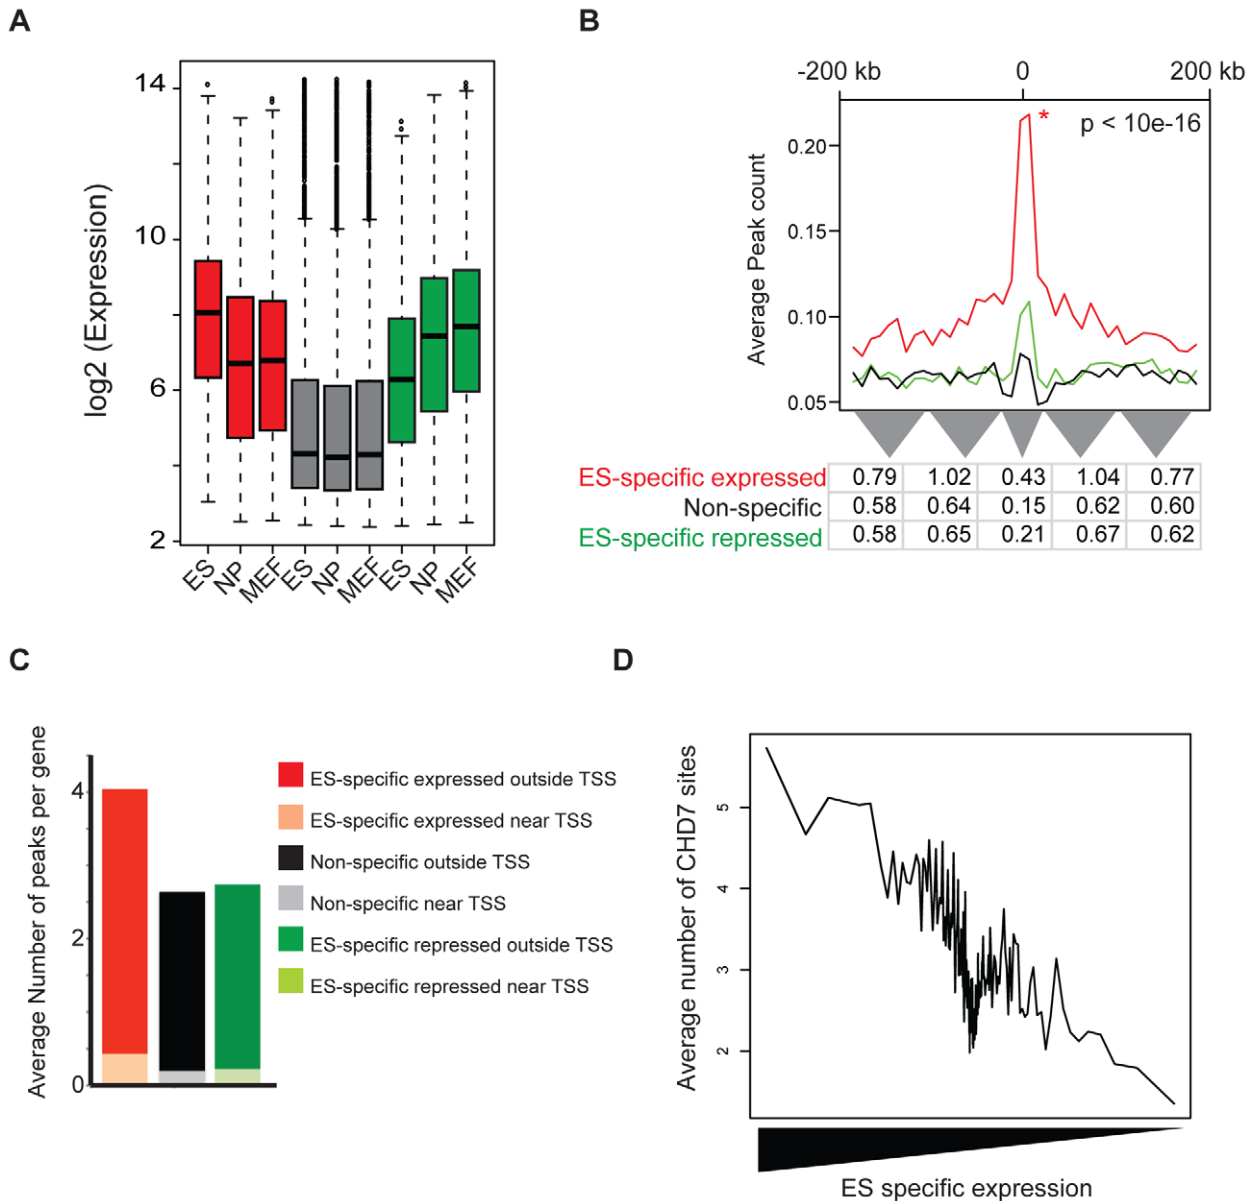 A
14
10
6
2
log2 (Expression)
ES
NP
MEF
ES
NP
MEF
ES
NP
MEF
B
-200 kb
0
200 kb
p < 10e-16
*
0.20
0.15
0.10
0.05
Average Peak count
ES-specific expressed 0.79 1.02 0.43 1.04 0.77
Non-specific 0.58 0.64 0.15 0.62 0.60
ES-specific repressed 0.58 0.65 0.21 0.67 0.62
C
Average Number of peaks per gene
4
2
0
ES-specific expressed outside TSS
ES-specific expressed near TSS
Non-specific outside TSS
Non-specific near TSS
ES-specific repressed outside TSS
ES-specific repressed near TSS
D
Average number of CHD7 sites
5
4
3
2
ES specific expression